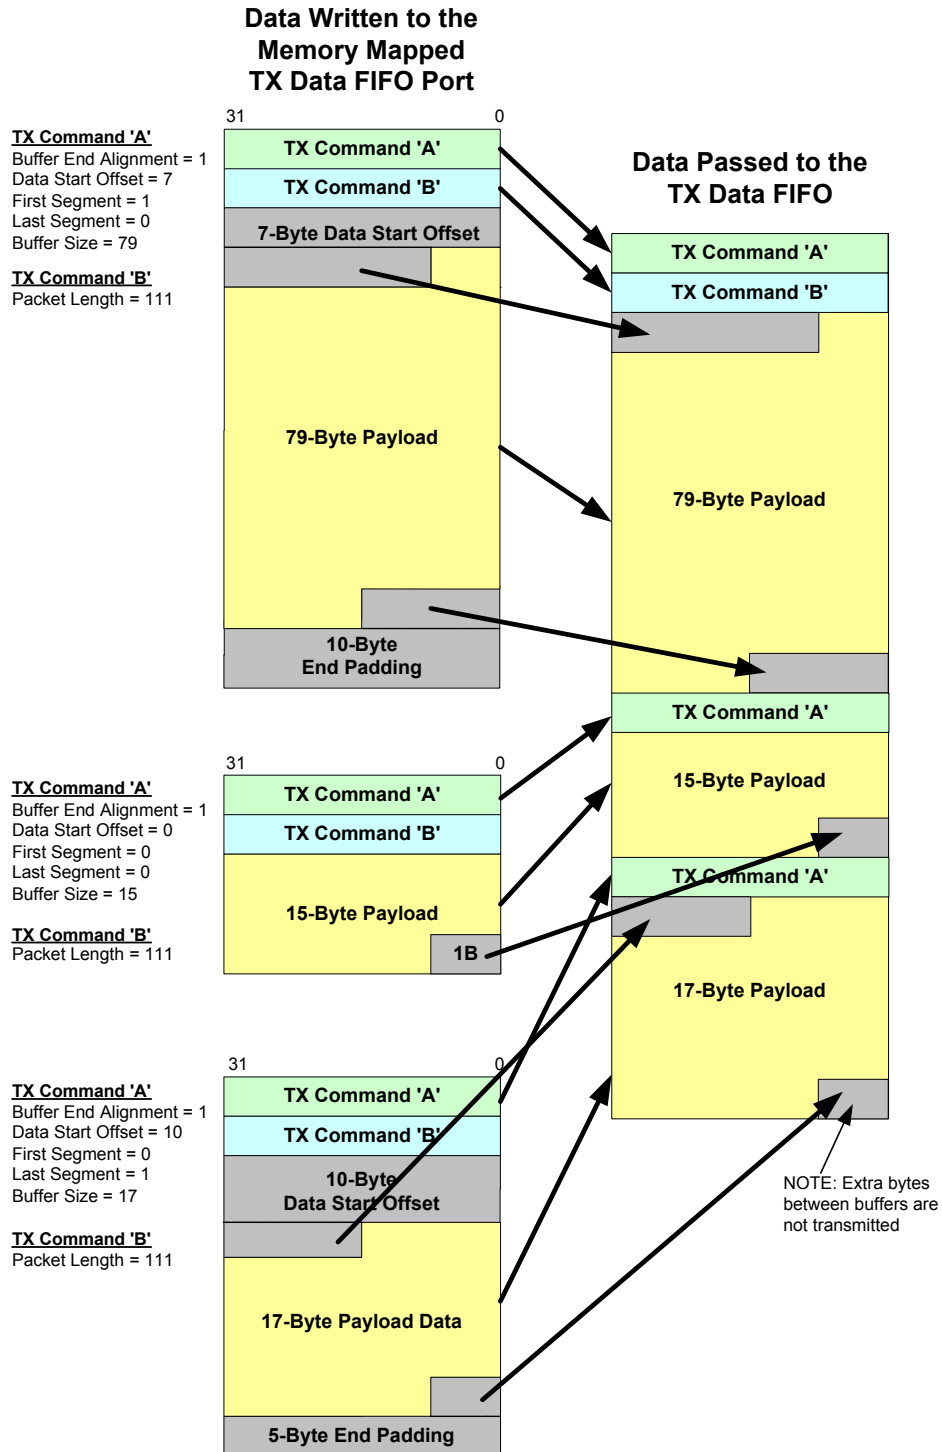 Data Written to the
Memory Mapped
TX Data FIFO Port
31 0
TX Command 'A'
Buffer End Alignment = 1
Data Start Offset = 7
First Segment = 1
Last Segment = 0
Buffer Size = 79
TX Command 'B'
Packet Length = 111
TX Command 'A'
TX Command 'B'
7-Byte Data Start Offset
79-Byte Payload
10-Byte
End Padding
Data Passed to the
TX Data FIFO
TX Command 'A'
TX Command 'B'
79-Byte Payload
TX Command 'A'
15-Byte Payload
TX Command 'A'
17-Byte Payload
NOTE: Extra bytes
between buffers are
not transmitted
31 0
TX Command 'A'
Buffer End Alignment = 1
Data Start Offset = 0
First Segment = 0
Last Segment = 0
Buffer Size = 15
TX Command 'B'
Packet Length = 111
TX Command 'A'
TX Command 'B'
15-Byte Payload
1B
31 0
TX Command 'A'
Buffer End Alignment = 1
Data Start Offset = 10
First Segment = 0
Last Segment = 1
Buffer Size = 17
TX Command 'B'
Packet Length = 111
TX Command 'A'
TX Command 'B'
10-Byte
Data Start Offset
17-Byte Payload Data
5-Byte End Padding